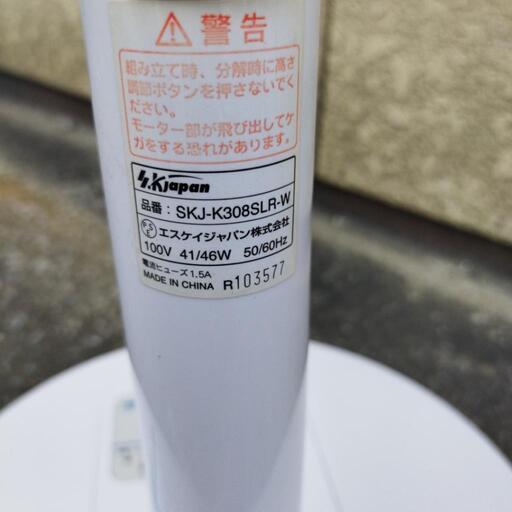 警告
組み立て時、分解時に高さ
調節ボタンを押さないでく
ださい。
モーター部が飛び出してケ
ガをする恐れがあります。
S.K Japan
品番: SKJ-K308SLR-W
PSE エスケイジャパン株式会社
100V 41/46W 50/60Hz
電流ヒューズ1.5A
MADE IN CHINA R103577